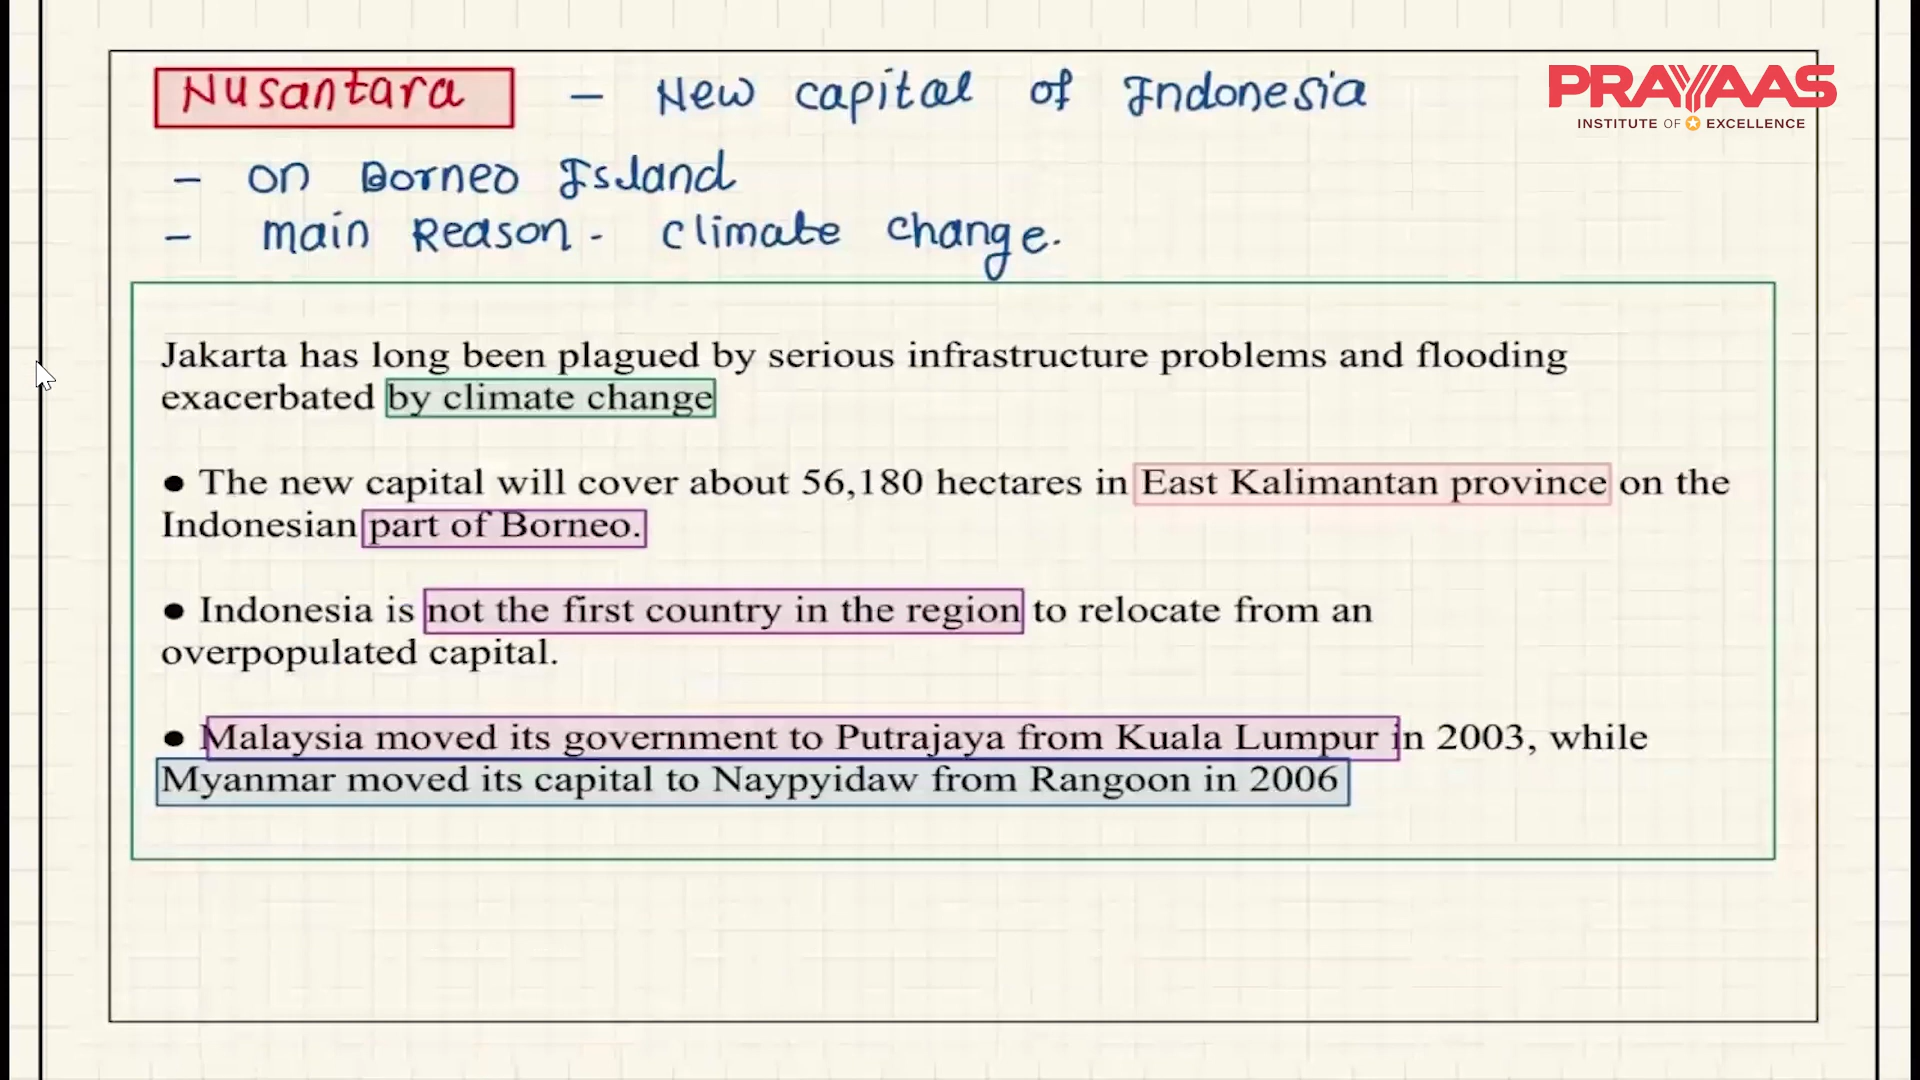 Nusantara - New capital of Indonesia
PRAYAAS
INSTITUTE OF EXCELLENCE
- on Borneo Island
- main Reason - climate change.
Jakarta has long been plagued by serious infrastructure problems and flooding
exacerbated by climate change
● The new capital will cover about 56,180 hectares in East Kalimantan province on the
Indonesian part of Borneo.
● Indonesia is not the first country in the region to relocate from an
overpopulated capital.
● Malaysia moved its government to Putrajaya from Kuala Lumpur in 2003, while
Myanmar moved its capital to Naypyidaw from Rangoon in 2006